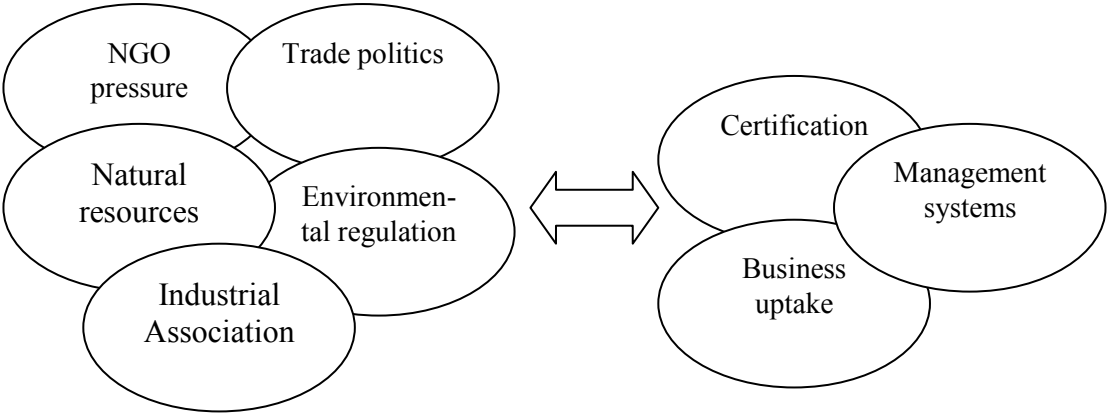 NGO
pressure
Trade politics
Natural
resources
Environmen-
tal regulation
Industrial
Association
Certification
Management
systems
Business
uptake